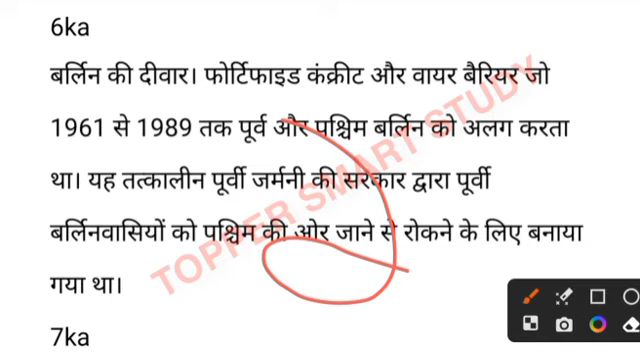 6ka
बर्लिन की दीवार। फोर्टिफाइड कंक्रीट और वायर बैरियर जो
1961 से 1989 तक पूर्व और पश्चिम बर्लिन को अलग करता
था। यह तत्कालीन पूर्वी जर्मनी की सरकार द्वारा पूर्वी
बर्लिनवासियों को पश्चिम की ओर जाने से रोकने के लिए बनाया
गया था।
7ka
TOPPER SMART STUDY